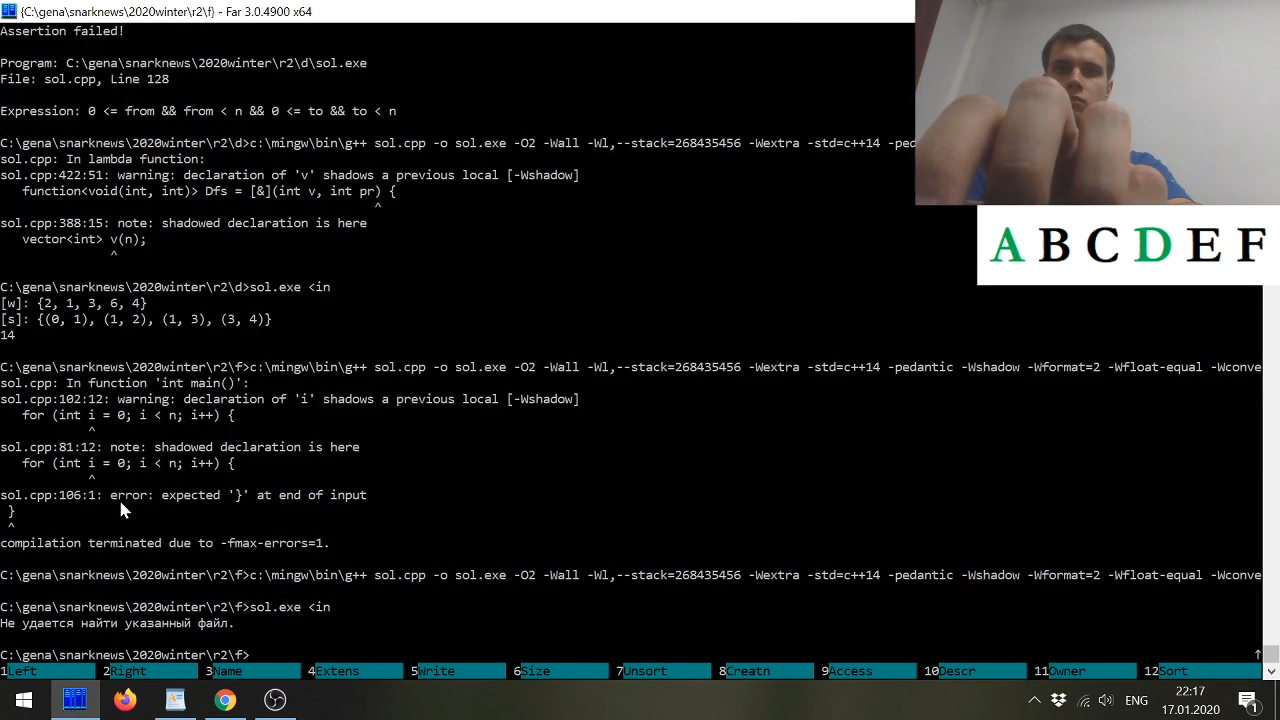 {C:\gena\snarknews\2020winter\r2\f} - Far 3.0.4900 x64
Assertion failed!
Program: C:\gena\snarknews\2020winter\r2\d\sol.exe
File: sol.cpp, Line 128
Expression: 0 <= from && from < n && 0 <= to && to < n
C:\gena\snarknews\2020winter\r2\d>c:\mingw\bin\g++ sol.cpp -o sol.exe -O2 -Wall -Wl,--stack=268435456 -Wextra -std=c++14 -ped
sol.cpp: In lambda function:
sol.cpp:422:51: warning: declaration of 'v' shadows a previous local [-Wshadow]
function<void(int, int)> Dfs = [&](int v, int pr) {
^
sol.cpp:388:15: note: shadowed declaration is here
vector<int> v(n);
^
A B C D E F
C:\gena\snarknews\2020winter\r2\d>sol.exe <in
[w]: {2, 1, 3, 6, 4}
[s]: {(0, 1), (1, 2), (1, 3), (3, 4)}
14
C:\gena\snarknews\2020winter\r2\f>c:\mingw\bin\g++ sol.cpp -o sol.exe -O2 -Wall -Wl,--stack=268435456 -Wextra -std=c++14 -pedantic -Wshadow -Wformat=2 -Wfloat-equal -Wconve
sol.cpp: In function 'int main()':
sol.cpp:102:12: warning: declaration of 'i' shadows a previous local [-Wshadow]
for (int i = 0; i < n; i++) {
^
sol.cpp:81:12: note: shadowed declaration is here
for (int i = 0; i < n; i++) {
^
sol.cpp:106:1: error: expected '}' at end of input
}
^
compilation terminated due to -fmax-errors=1.
C:\gena\snarknews\2020winter\r2\f>c:\mingw\bin\g++ sol.cpp -o sol.exe -O2 -Wall -Wl,--stack=268435456 -Wextra -std=c++14 -pedantic -Wshadow -Wformat=2 -Wfloat-equal -Wconve
C:\gena\snarknews\2020winter\r2\f>sol.exe <in
Не удается найти указанный файл.
C:\gena\snarknews\2020winter\r2\f>
1Left 2Right 3Name 4Extens 5Write 6Size 7Unsort 8Creatn 9Access 10Descr 11Owner 12Sort
ENG 22:17
17.01.2020 1